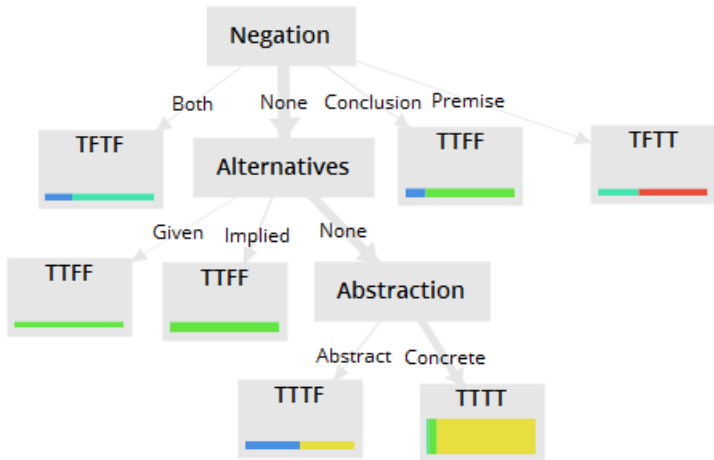 Negation
Both
None
Conclusion
Premise
TFTF
Alternatives
TTFF
TFTT
Given
Implied
None
TTFF
TTFF
Abstraction
Abstract
Concrete
TTTF
TTTT